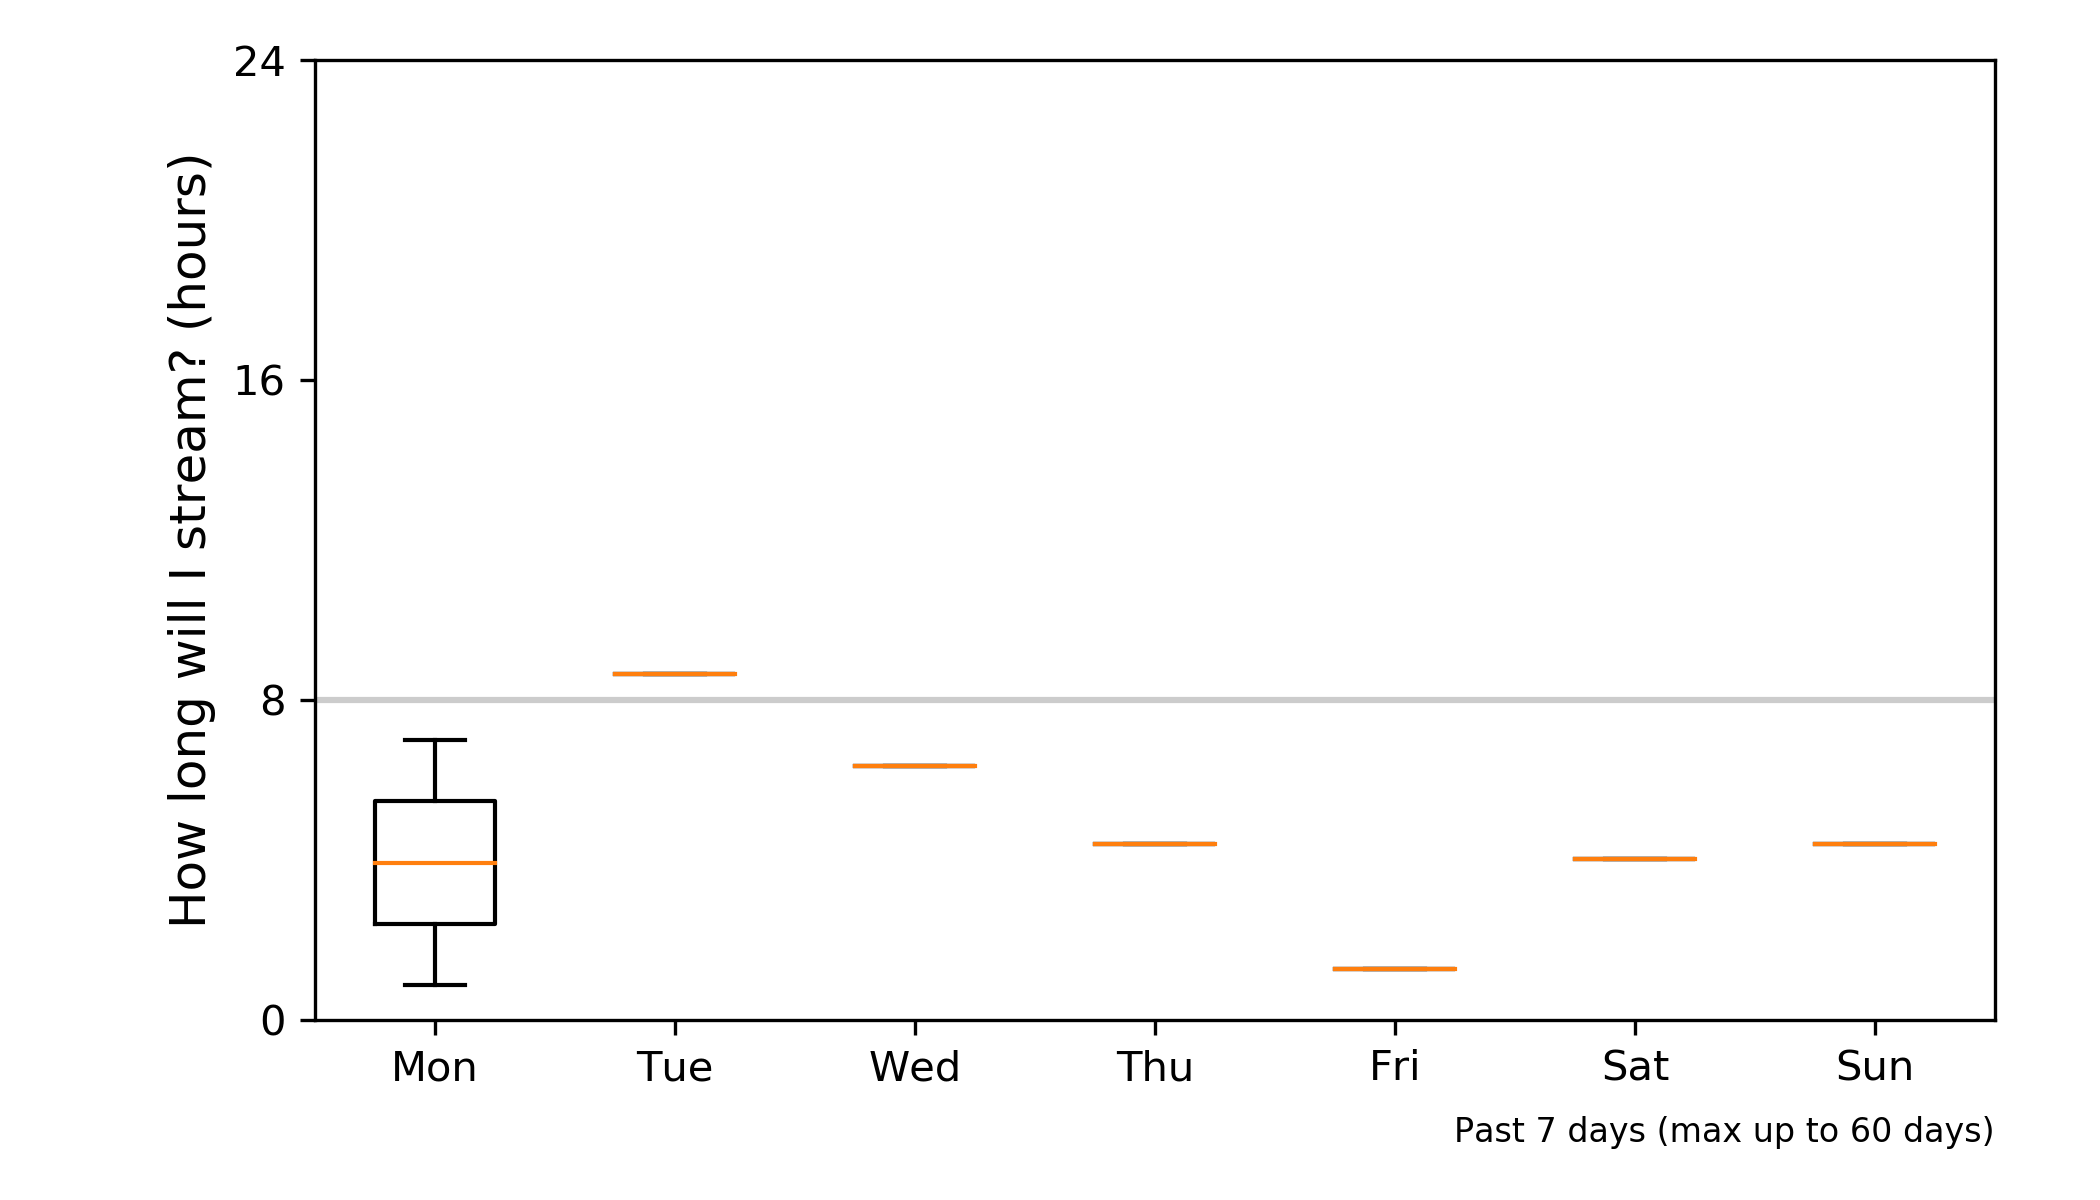 How long will I stream? (hours)
24
16
8
0
Mon Tue Wed Thu Fri Sat Sun
Past 7 days (max up to 60 days)